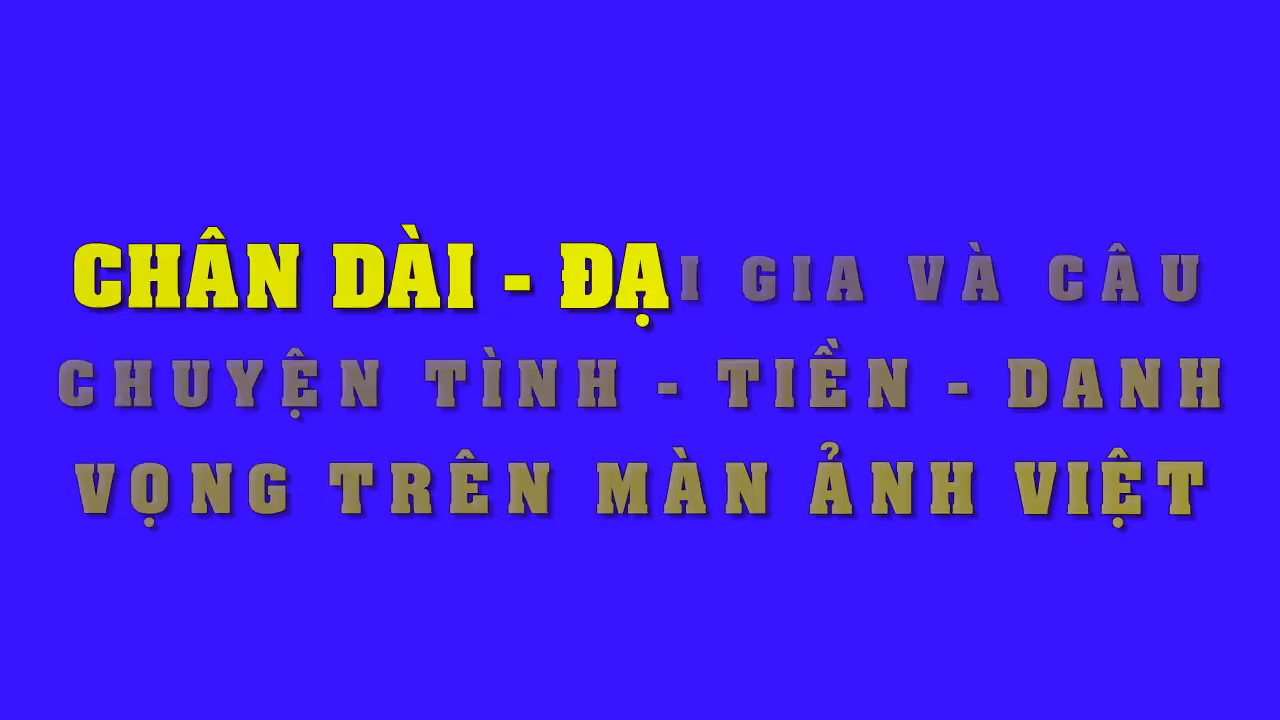 CHÂN DÀI - ĐẠI GIA VÀ CÂU
CHUYỆN TÌNH - TIỀN - DANH
VỌNG TRÊN MÀN ẢNH VIỆT